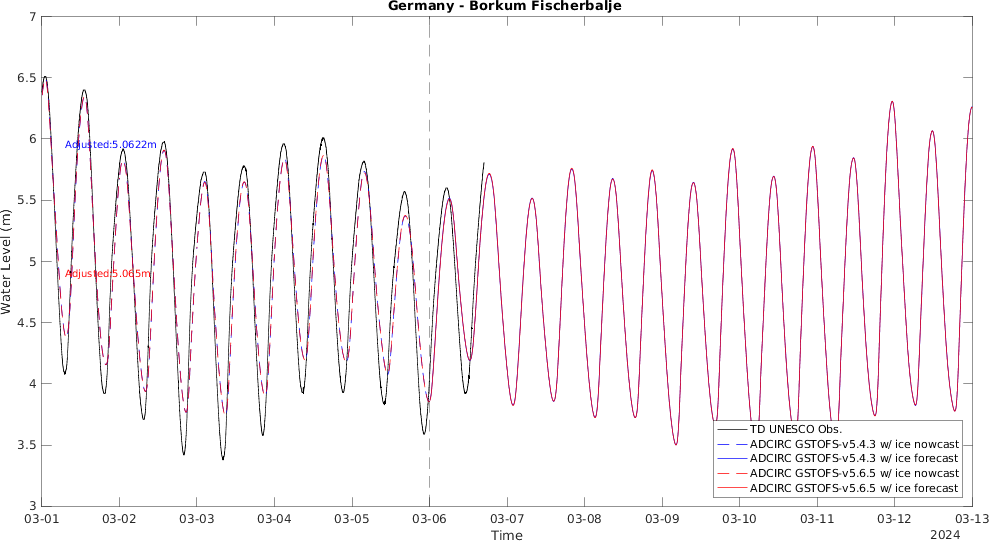 Germany - Borkum Fischerbalje
7
6.5
6
5.5
5
4.5
4
3.5
3
Water Level (m)
Adjusted:5.0622m
Adjusted:5.065m
TD UNESCO Obs.
ADCIRC GSTOFS-v5.4.3 w/ ice nowcast
ADCIRC GSTOFS-v5.4.3 w/ ice forecast
ADCIRC GSTOFS-v5.6.5 w/ ice nowcast
ADCIRC GSTOFS-v5.6.5 w/ ice forecast
03-01 03-02 03-03 03-04 03-05 03-06 03-07 03-08 03-09 03-10 03-11 03-12 03-13
Time
2024